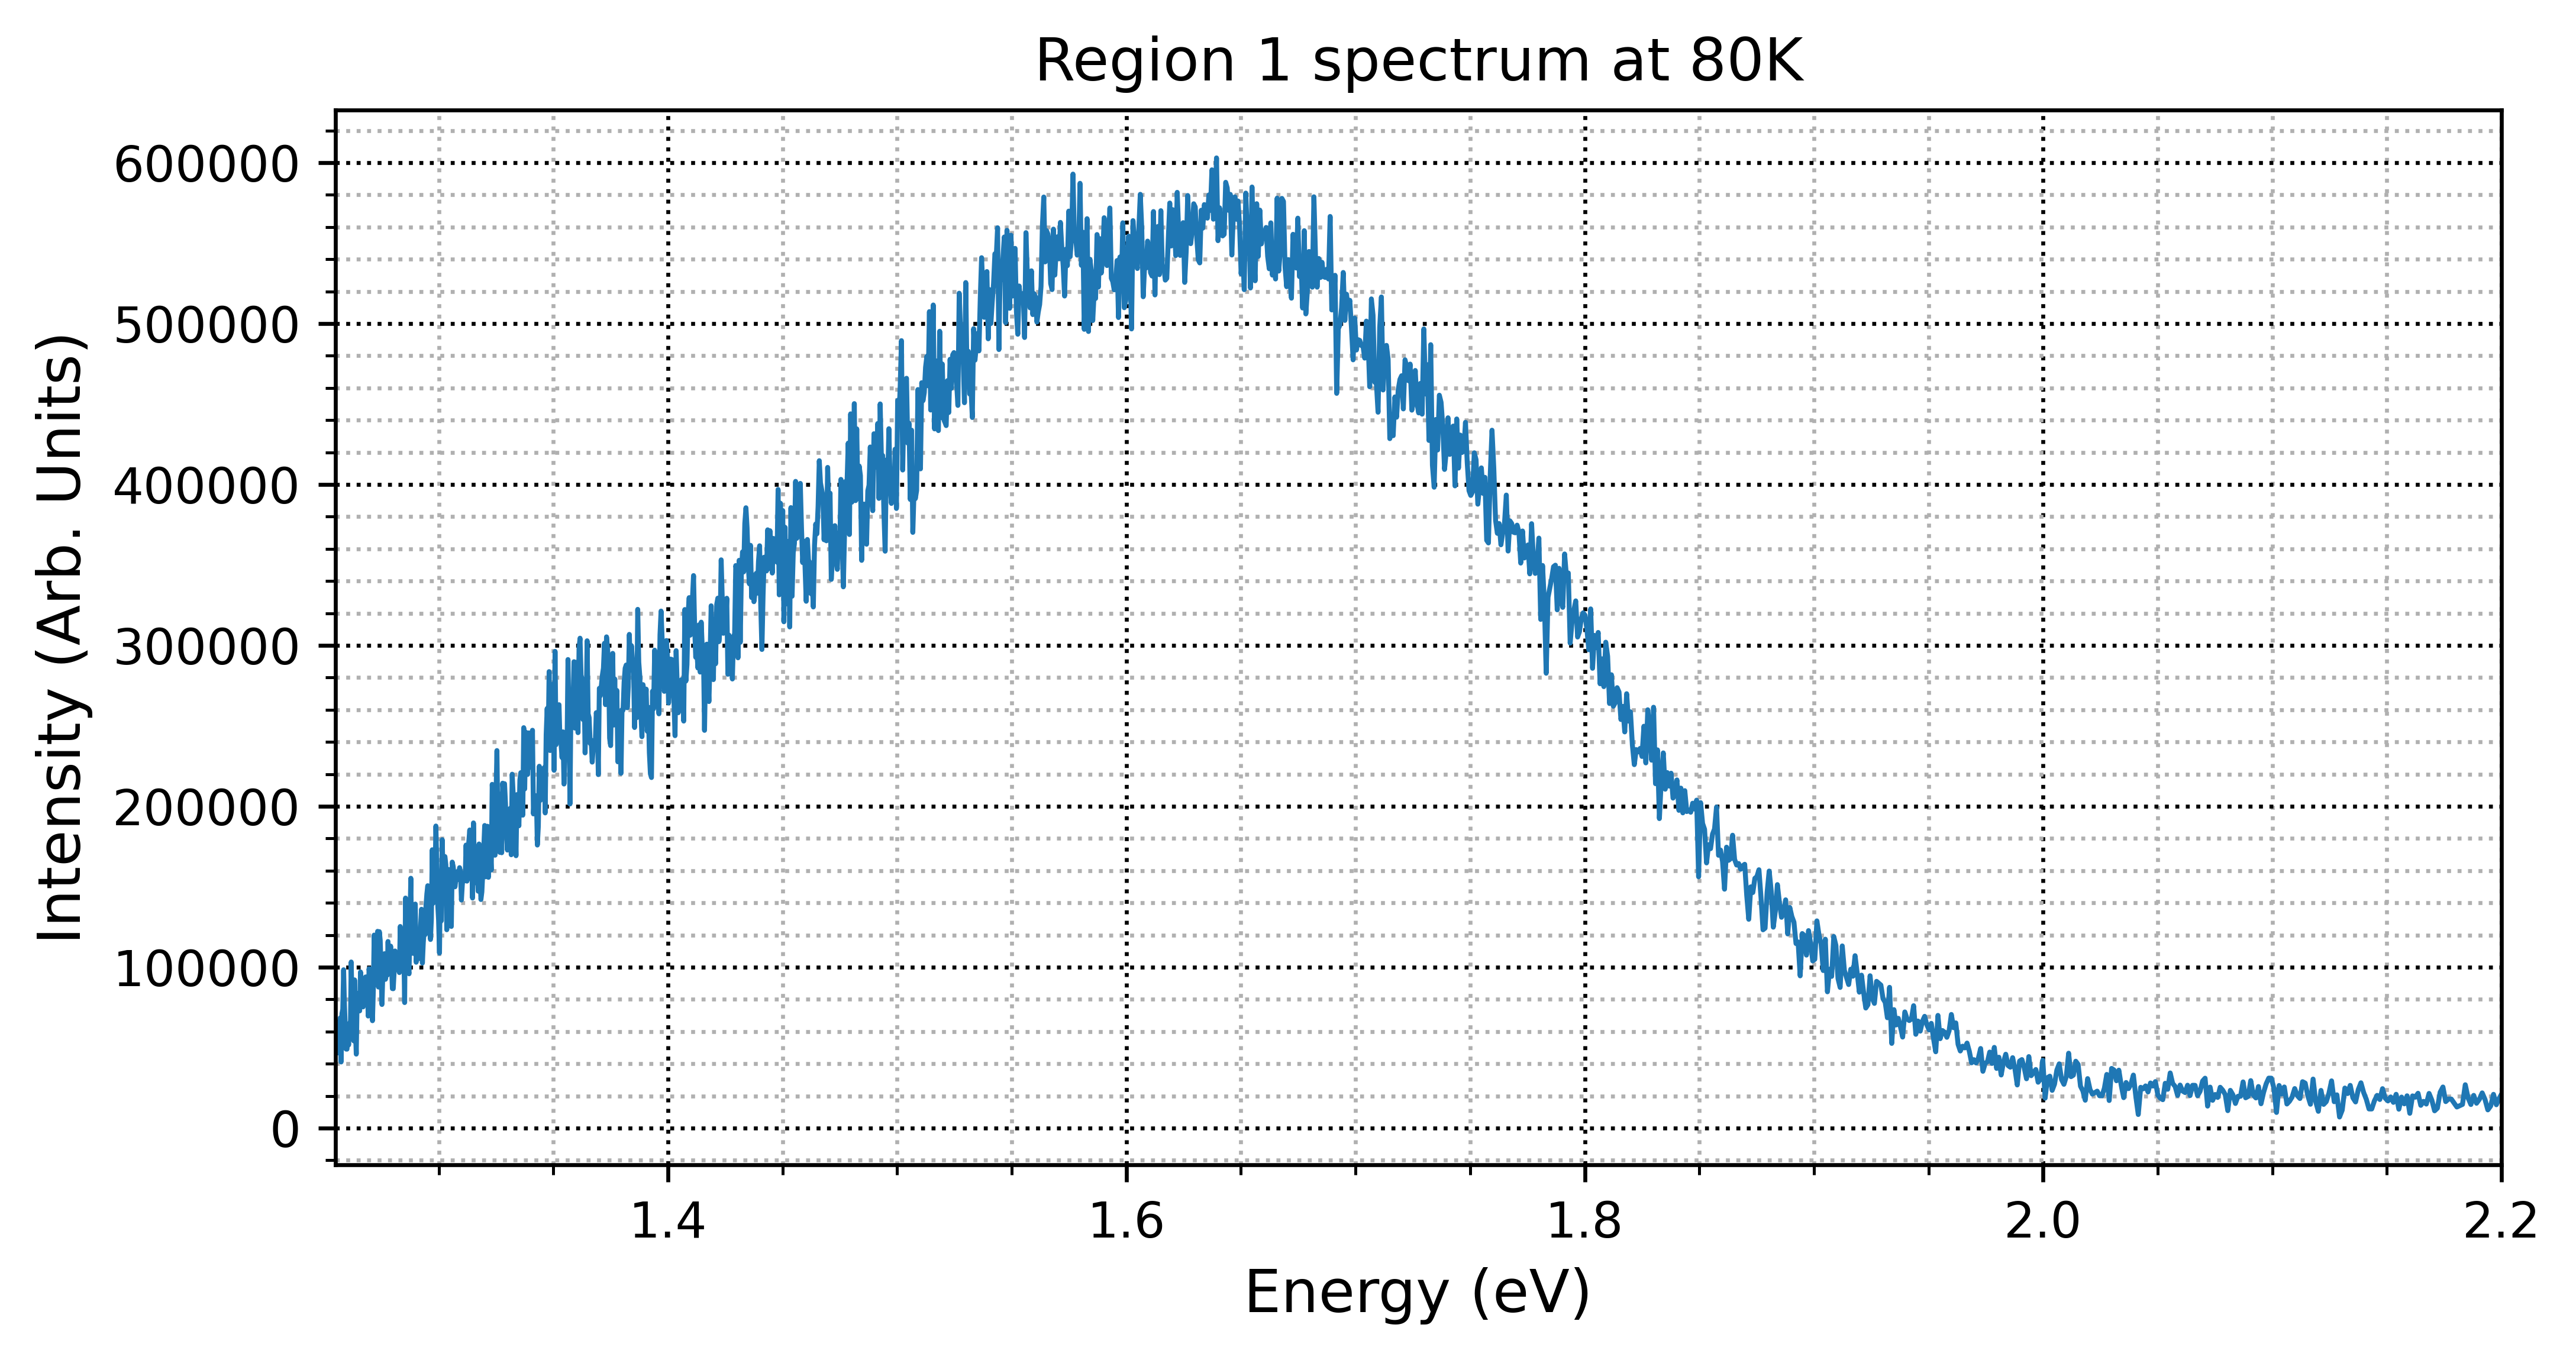 Region 1 spectrum at 80K
Intensity (Arb. Units)
600000
500000
400000
300000
200000
100000
0
1.4 1.6 1.8 2.0 2.2
Energy (eV)